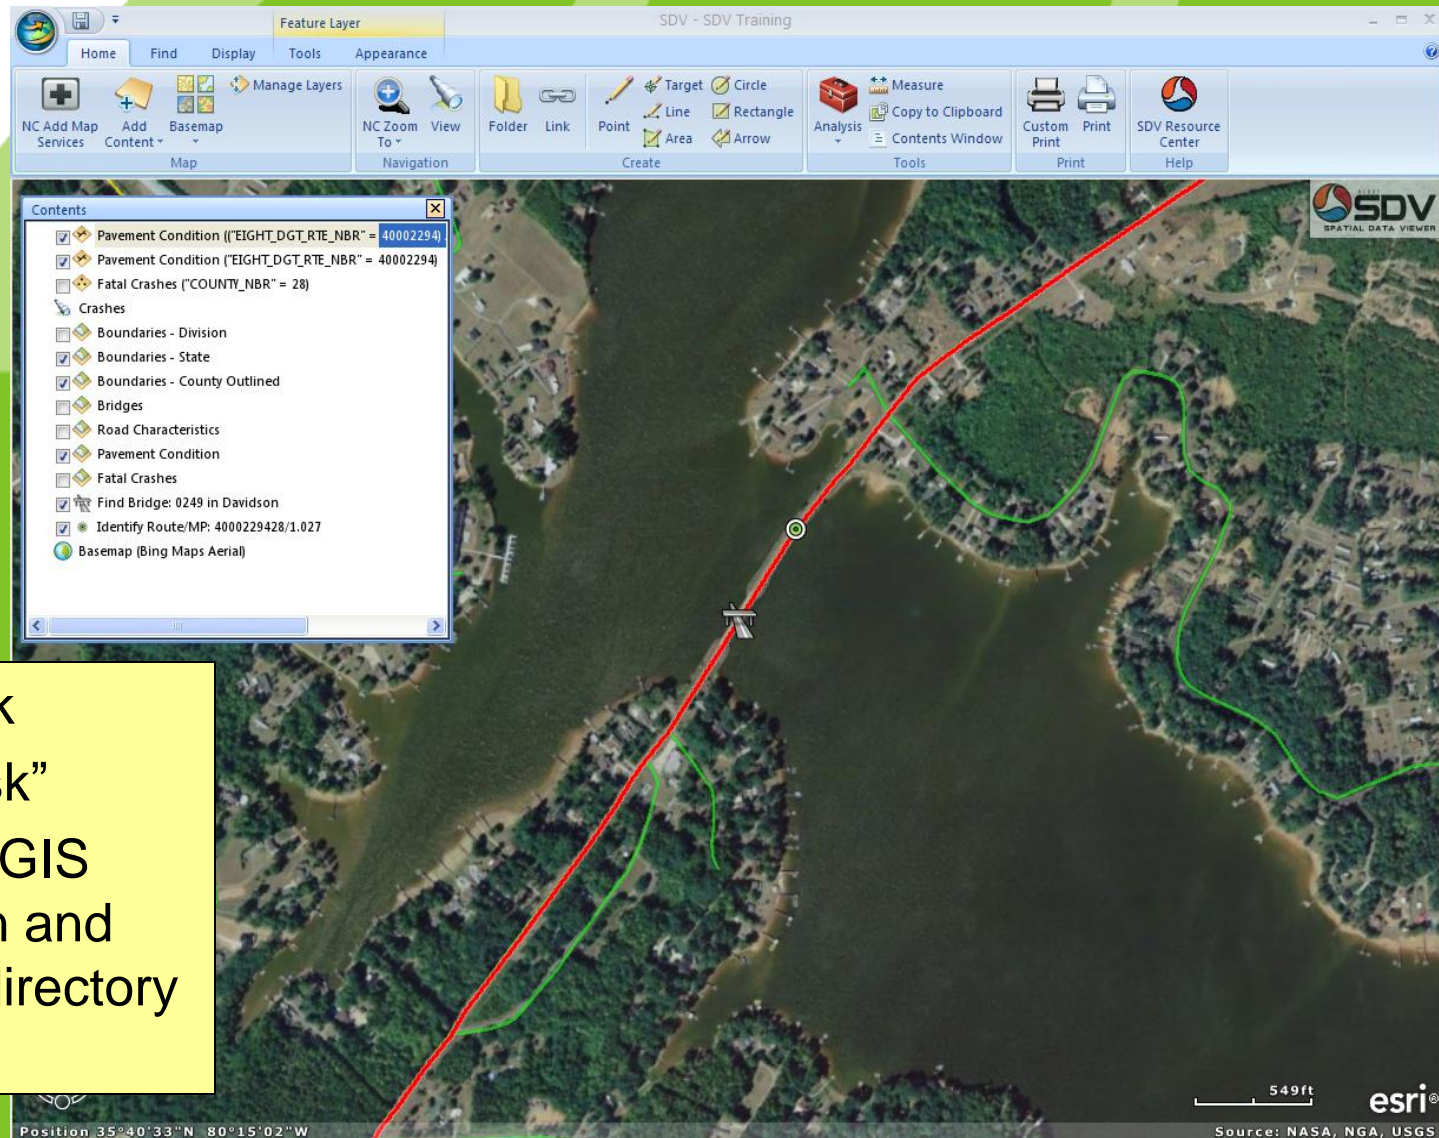 Feature Layer
SDV - SDV Training
Home Find Display Tools Appearance
NC Add Map Services
Add Content
Basemap
Manage Layers
Map
NC Zoom To
View
Navigation
Folder
Link
Point
Target
Circle
Line
Rectangle
Area
Arrow
Create
Analysis
Measure
Copy to Clipboard
Contents Window
Tools
Custom Print
Print
Print
SDV Resource Center
Help
Contents
Pavement Condition (("EIGHT_DGT_RTE_NBR" = 40002294)
Pavement Condition ("EIGHT_DGT_RTE_NBR" = 40002294)
Fatal Crashes ("COUNTY_NBR" = 28)
Crashes
Boundaries - Division
Boundaries - State
Boundaries - County Outlined
Bridges
Road Characteristics
Pavement Condition
Fatal Crashes
Find Bridge: 0249 in Davidson
Identify Route/MP: 4000229428/1.027
Basemap (Bing Maps Aerial)
SDV
SPATIAL DATA VIEWER
k
sk”
GIS
n and
directory
549ft
esri
Position 35°40'33"N 80°15'02"W
Source: NASA, NGA, USGS